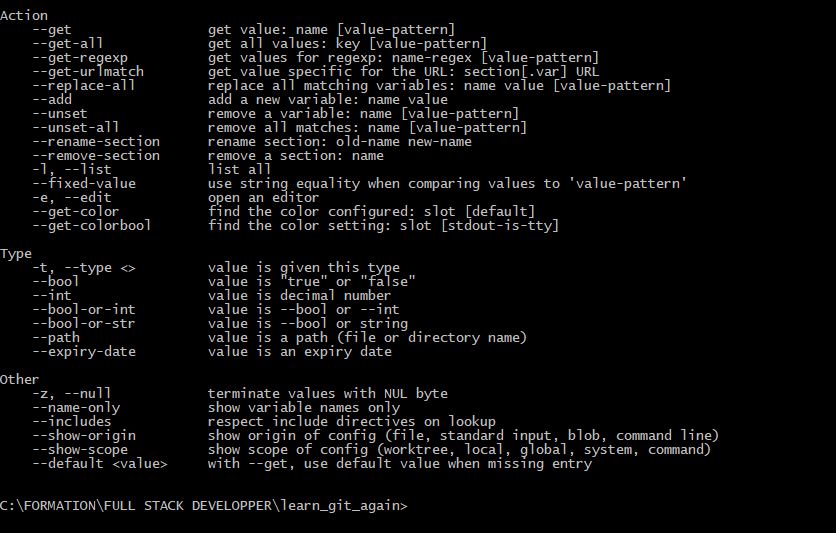 Action
    --get                 get value: name [value-pattern]
    --get-all             get all values: key [value-pattern]
    --get-regexp          get values for regexp: name-regex [value-pattern]
    --get-urlmatch        get value specific for the URL: section[.var] URL
    --replace-all         replace all matching variables: name value [value-pattern]
    --add                 add a new variable: name value
    --unset               remove a variable: name [value-pattern]
    --unset-all           remove all matches: name [value-pattern]
    --rename-section      rename section: old-name new-name
    --remove-section      remove a section: name
    -l, --list            list all
    --fixed-value         use string equality when comparing values to 'value-pattern'
    -e, --edit            open an editor
    --get-color           find the color configured: slot [default]
    --get-colorbool       find the color setting: slot [stdout-is-tty]

Type
    -t, --type <>         value is given this type
    --bool                value is "true" or "false"
    --int                 value is decimal number
    --bool-or-int         value is --bool or --int
    --bool-or-str         value is --bool or string
    --path                value is a path (file or directory name)
    --expiry-date         value is an expiry date

Other
    -z, --null            terminate values with NUL byte
    --name-only           show variable names only
    --includes            respect include directives on lookup
    --show-origin         show origin of config (file, standard input, blob, command line)
    --show-scope          show scope of config (worktree, local, global, system, command)
    --default <value>     with --get, use default value when missing entry

C:\FORMATION\FULL STACK DEVELOPPER\learn_git_again>